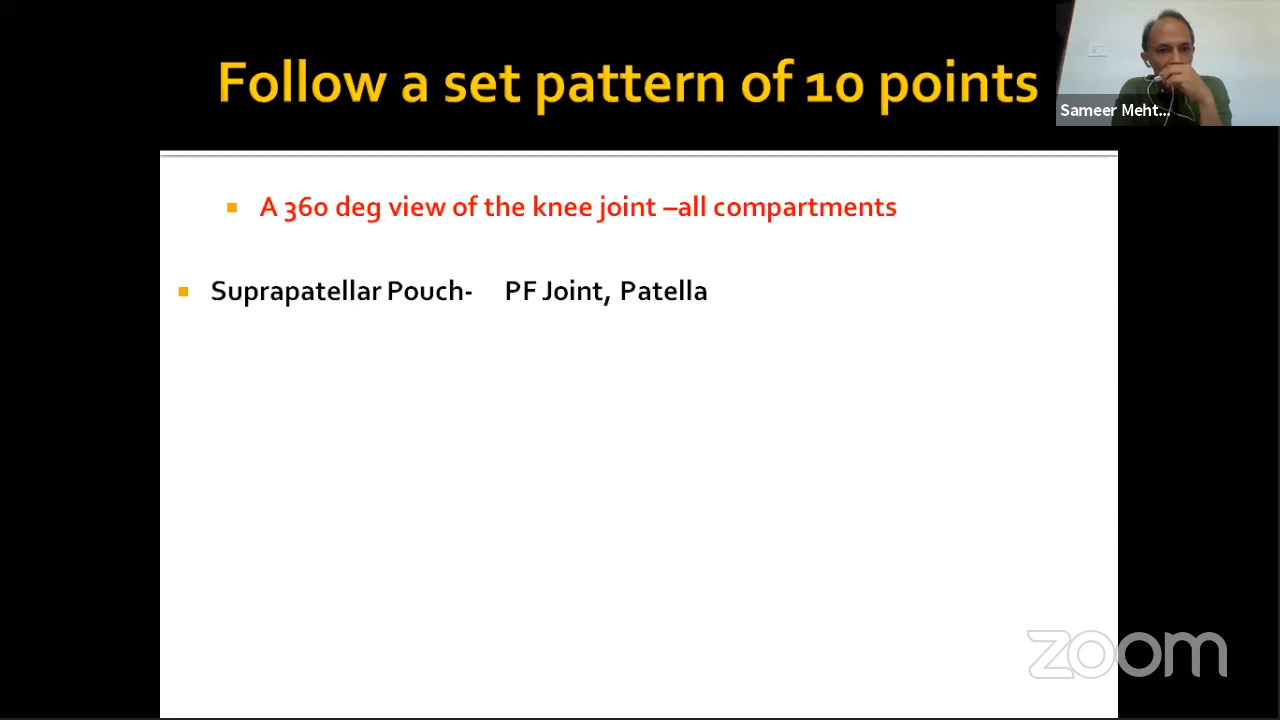 Follow a set pattern of 10 points
Sameer Meht...
A 360 deg view of the knee joint –all compartments
Suprapatellar Pouch- PF Joint, Patella
zoom